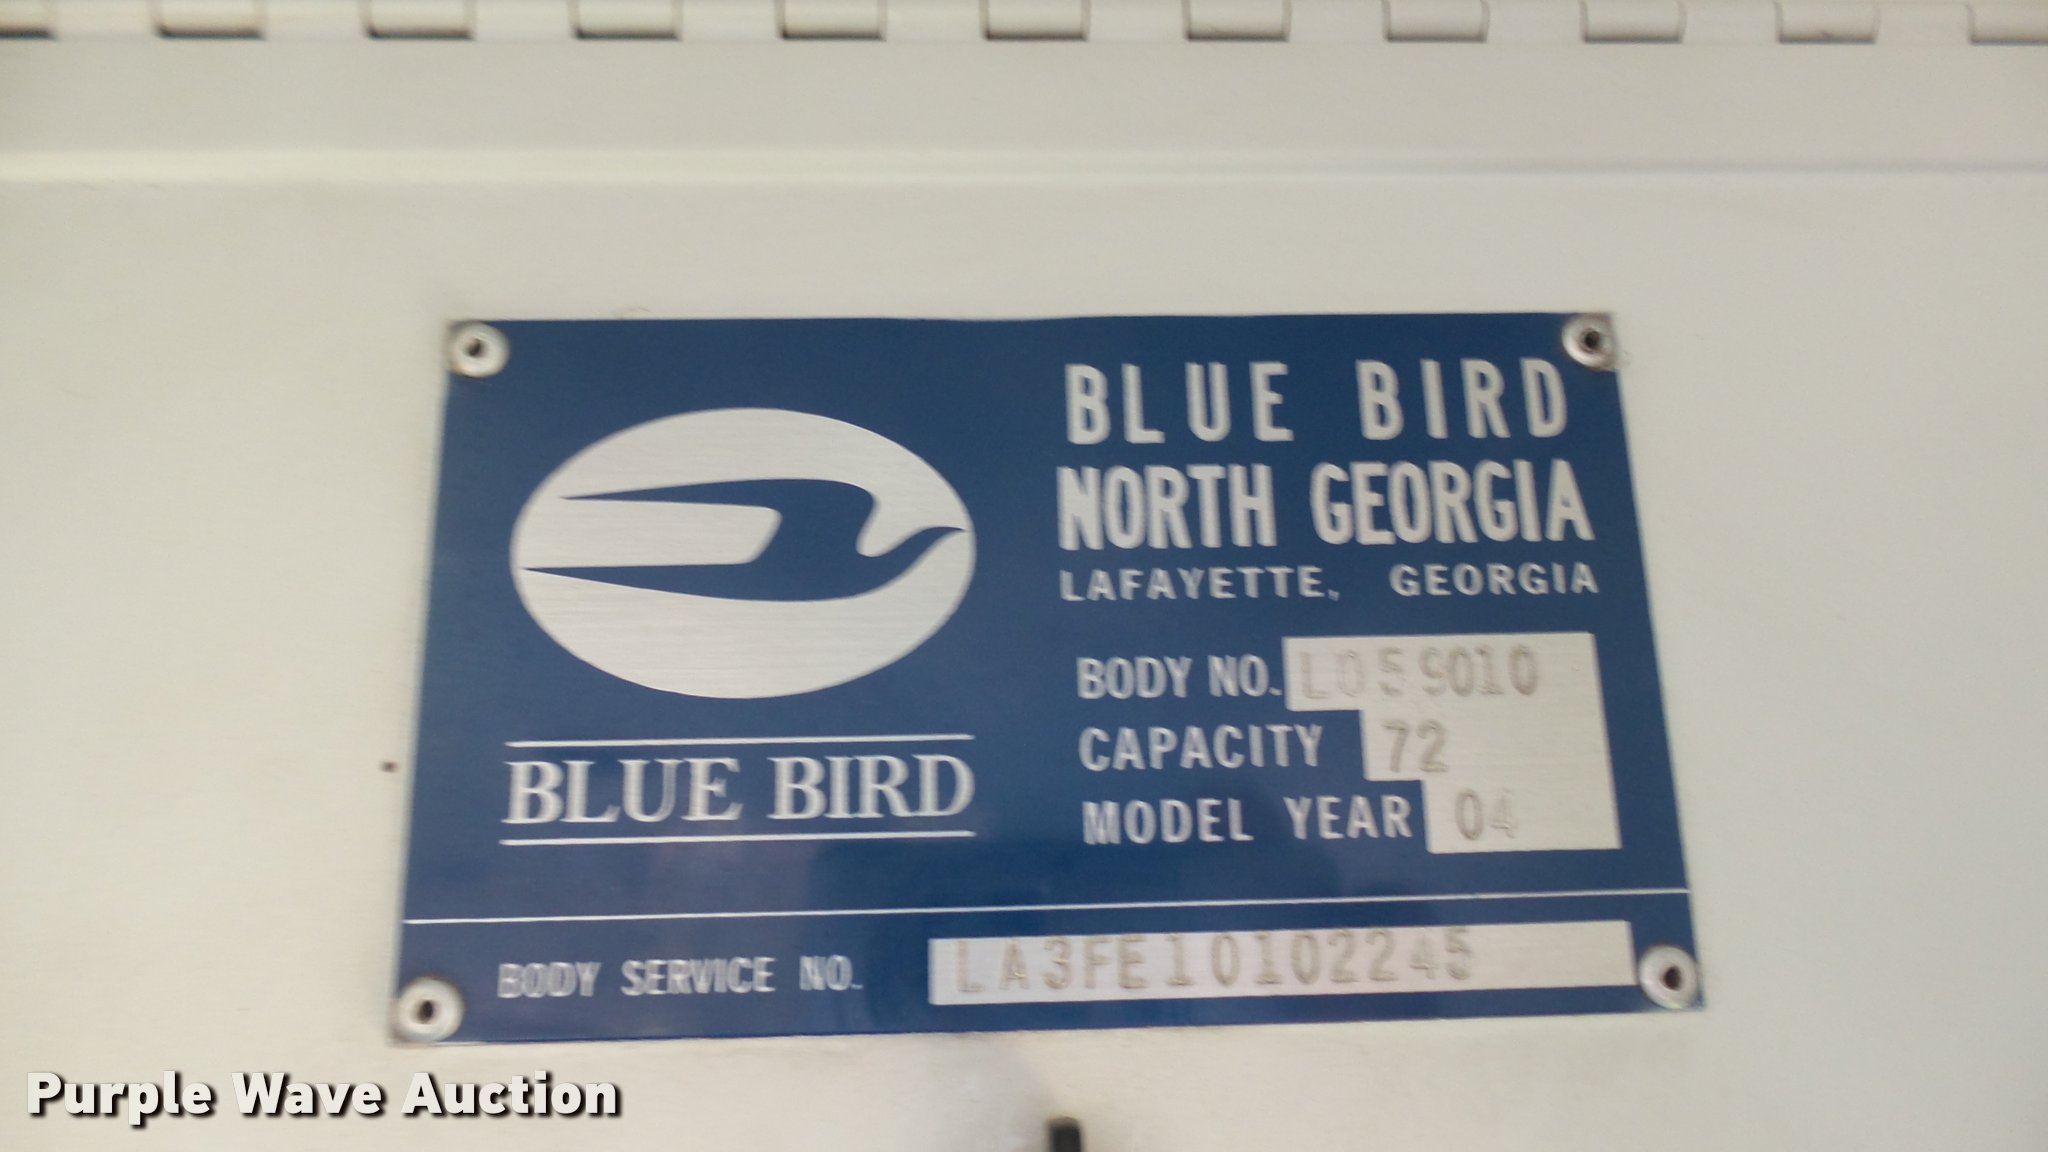 BLUE BIRD
NORTH GEORGIA
LAFAYETTE, GEORGIA
BODY NO. L059010
CAPACITY 72
MODEL YEAR 04
BLUE BIRD
BODY SERVICE NO. LA3FE10102245
Purple Wave Auction